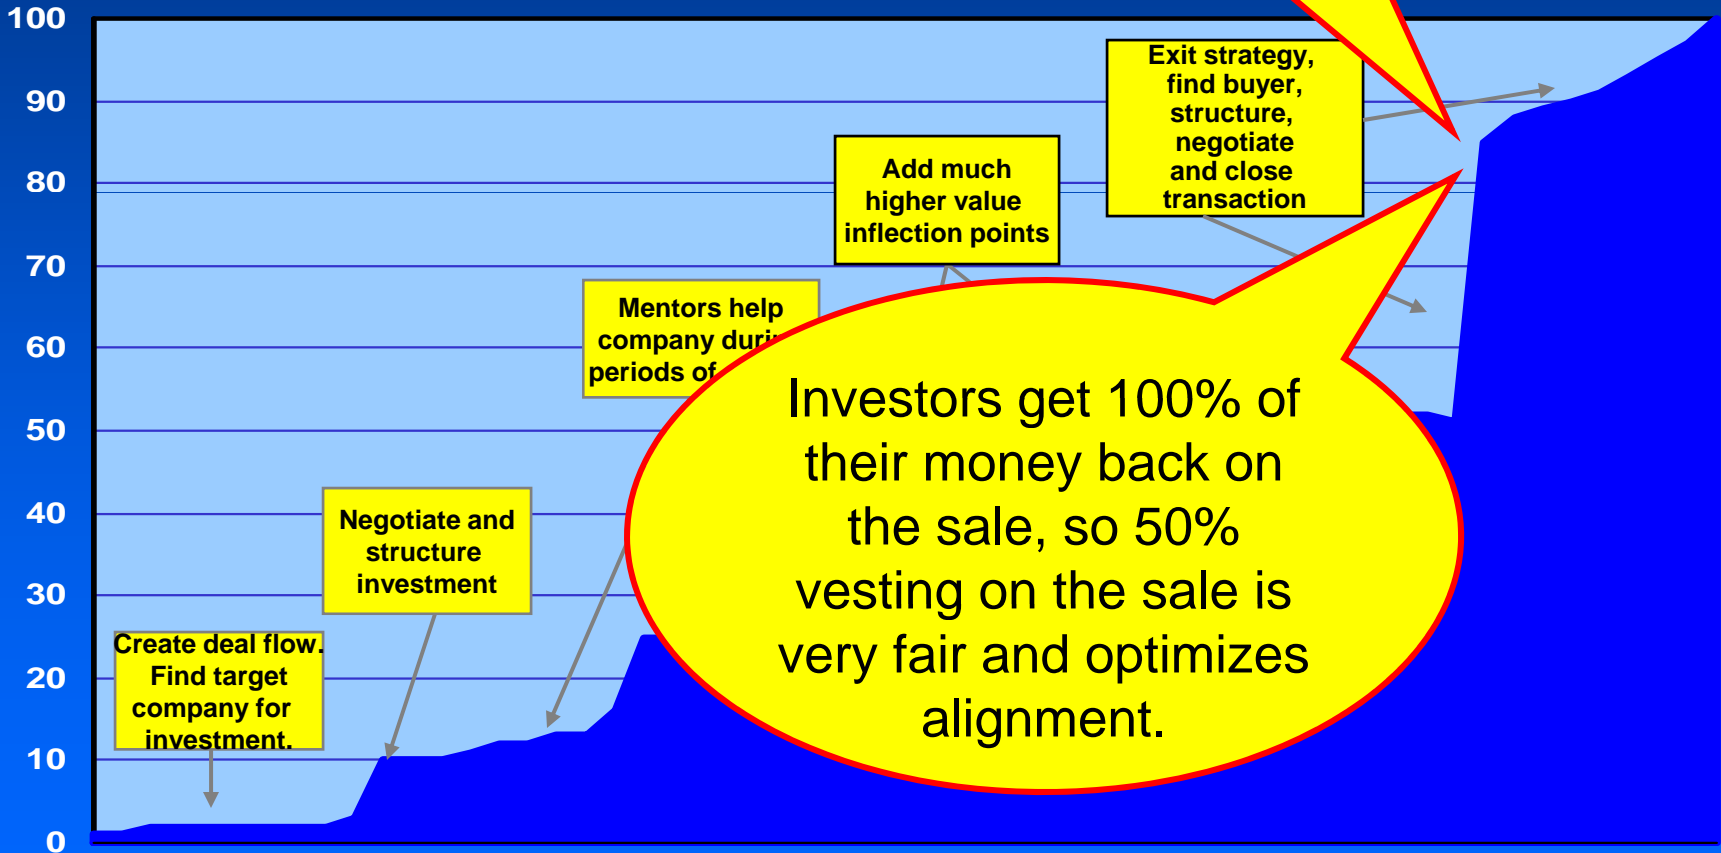 100
90
80
70
60
50
40
30
20
10
0
Create deal flow.
Find target
company for
investment.
Negotiate and
structure
investment
Mentors help
company
periods of
Add much
higher value
inflection points
Exit strategy,
find buyer,
structure,
negotiate
and close
transaction
Investors get 100% of
their money back on
the sale, so 50%
vesting on the sale is
very fair and optimizes
alignment.